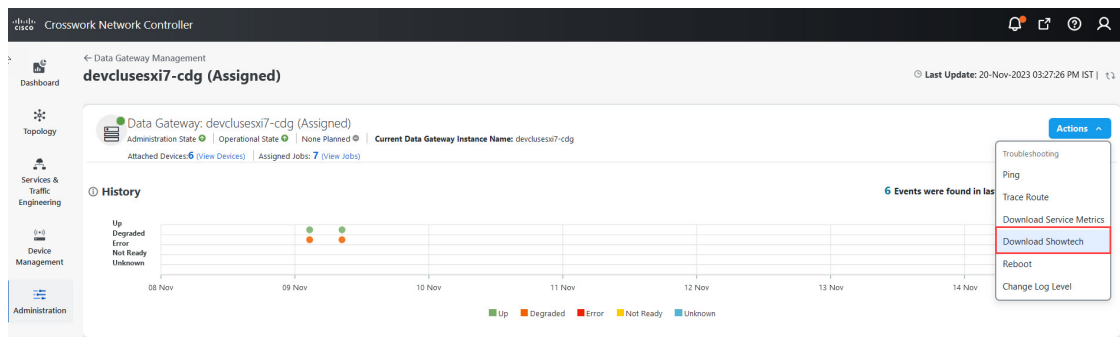 cisco Crosswork Network Controller
← Data Gateway Management
devclusesxi7-cdg (Assigned)
Last Update: 20-Nov-2023 03:27:26 PM IST |
Dashboard
Topology
Services &
Traffic
Engineering
Device
Management
Administration
Data Gateway: devclusesxi7-cdg (Assigned)
Administration State | Operational State | None Planned | Current Data Gateway Instance Name: devclusesxi7-cdg
Attached Devices:6 (View Devices) | Assigned Jobs: 7 (View Jobs)
Actions
Troubleshooting
Ping
Trace Route
Download Service Metrics
Download Showtech
Reboot
Change Log Level
History
6 Events were found in las
Up
Degraded
Error
Not Ready
Unknown
08 Nov 09 Nov 10 Nov 11 Nov 12 Nov 13 Nov 14 Nov
Up Degraded Error Not Ready Unknown